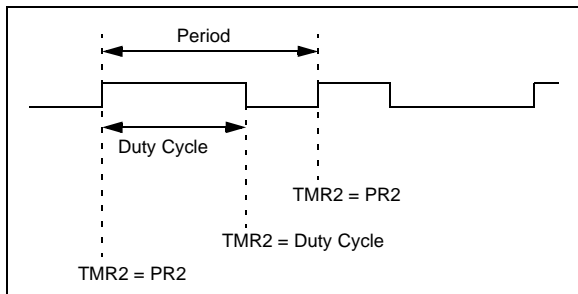 Period
Duty Cycle
TMR2 = PR2
TMR2 = Duty Cycle
TMR2 = PR2